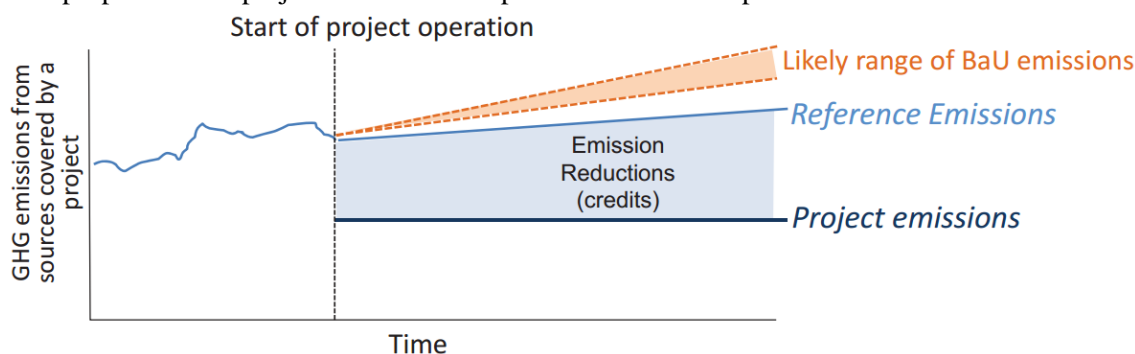 Start of project operation
Likely range of BaU emissions
Reference Emissions
Emission
Reductions
(credits)
Project emissions
GHG emissions from
sources covered by a
project
Time